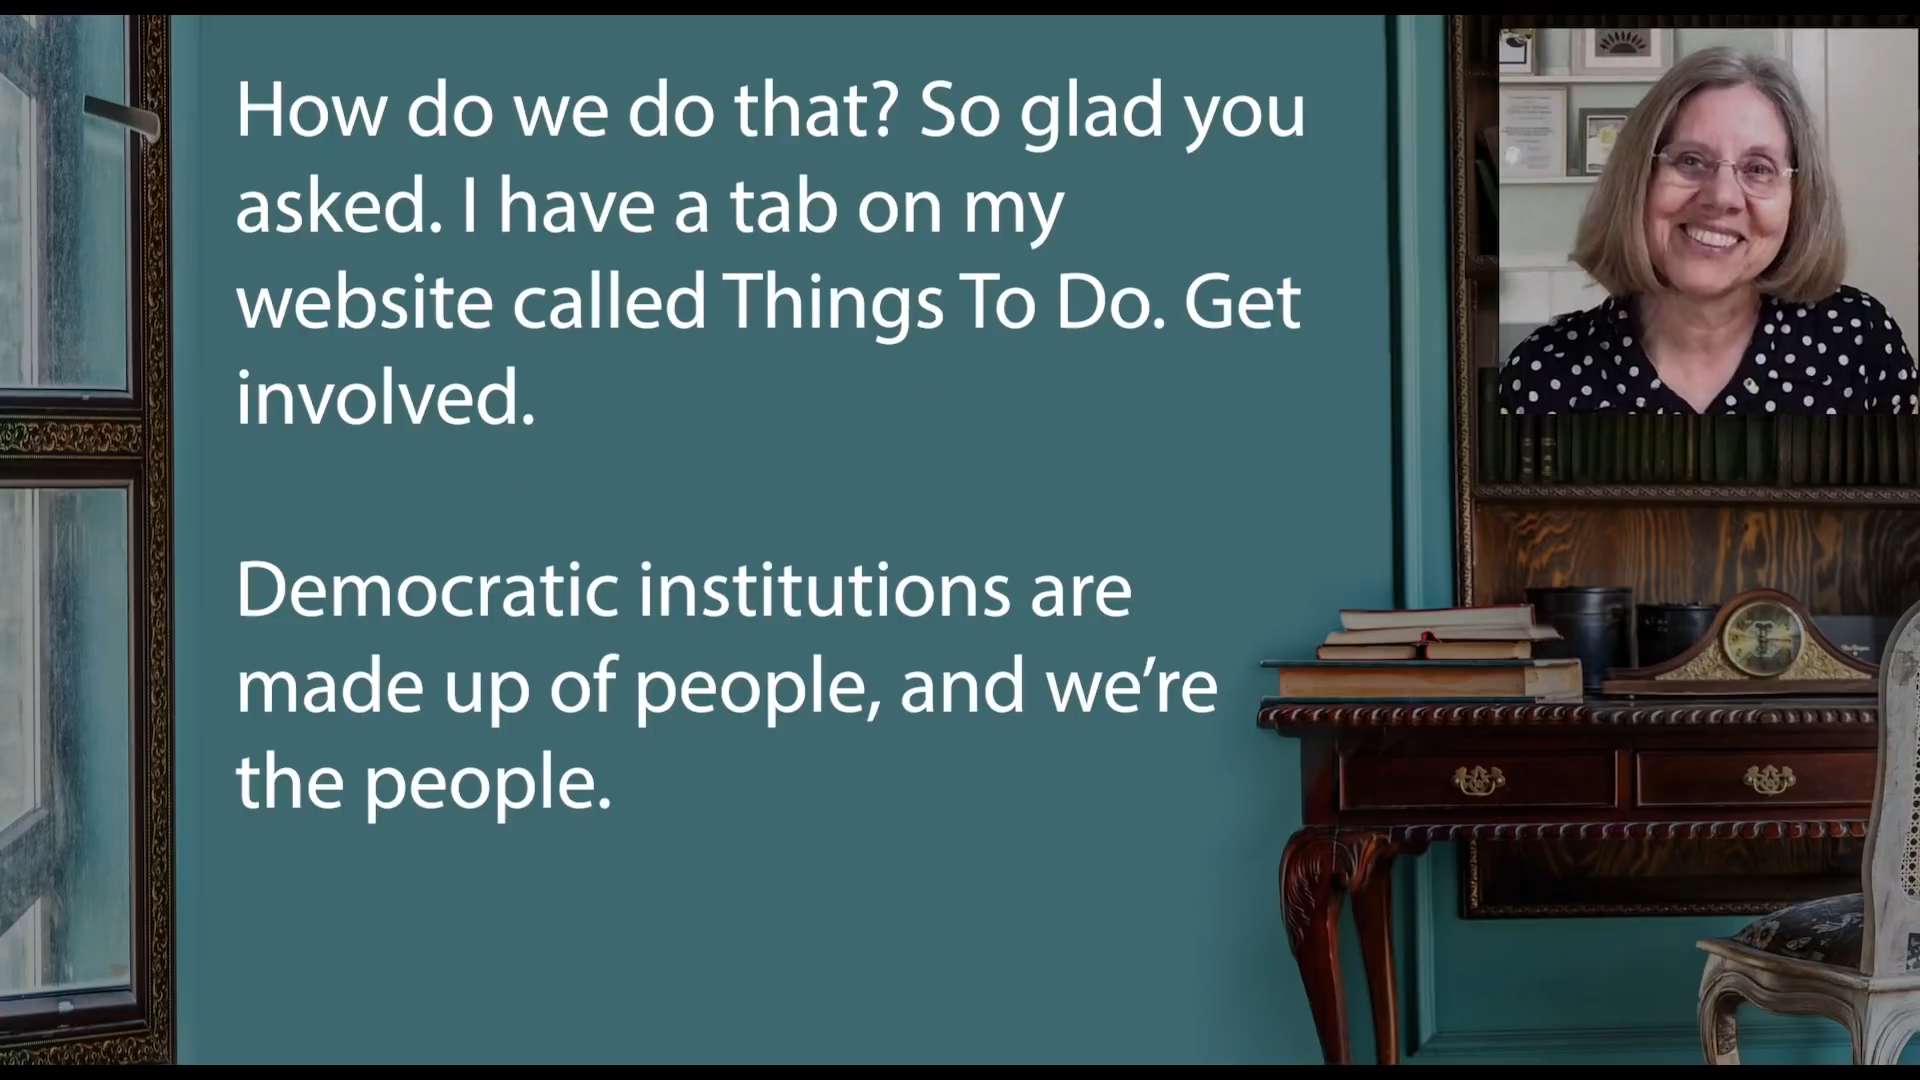 How do we do that? So glad you
asked. I have a tab on my
website called Things To Do. Get
involved.
Democratic institutions are
made up of people, and we’re
the people.